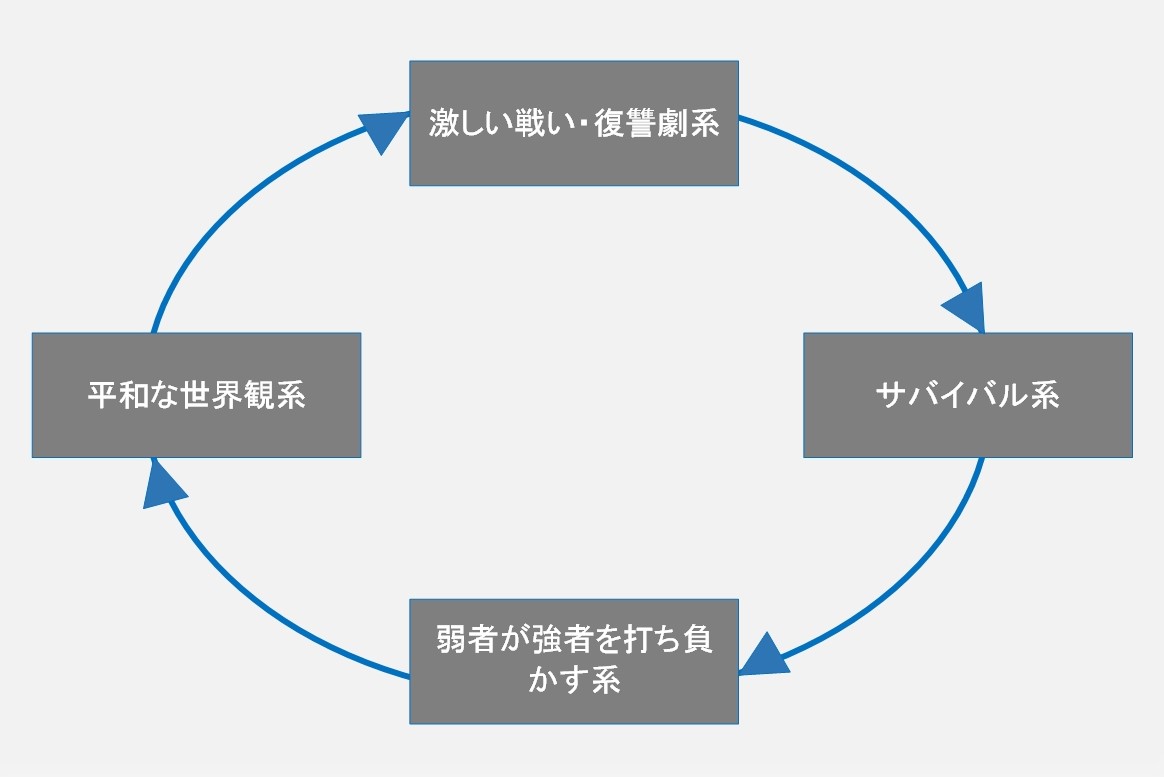 激しい戦い・復讐劇系
平和な世界観系
サバイバル系
弱者が強者を打ち負
かす系